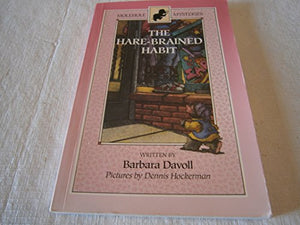 MOLEHOLE MYSTERIES
THE
HARE-BRAINED
HABIT
WRITTEN BY
Barbara Davoll
Pictures by Dennis Hockerman